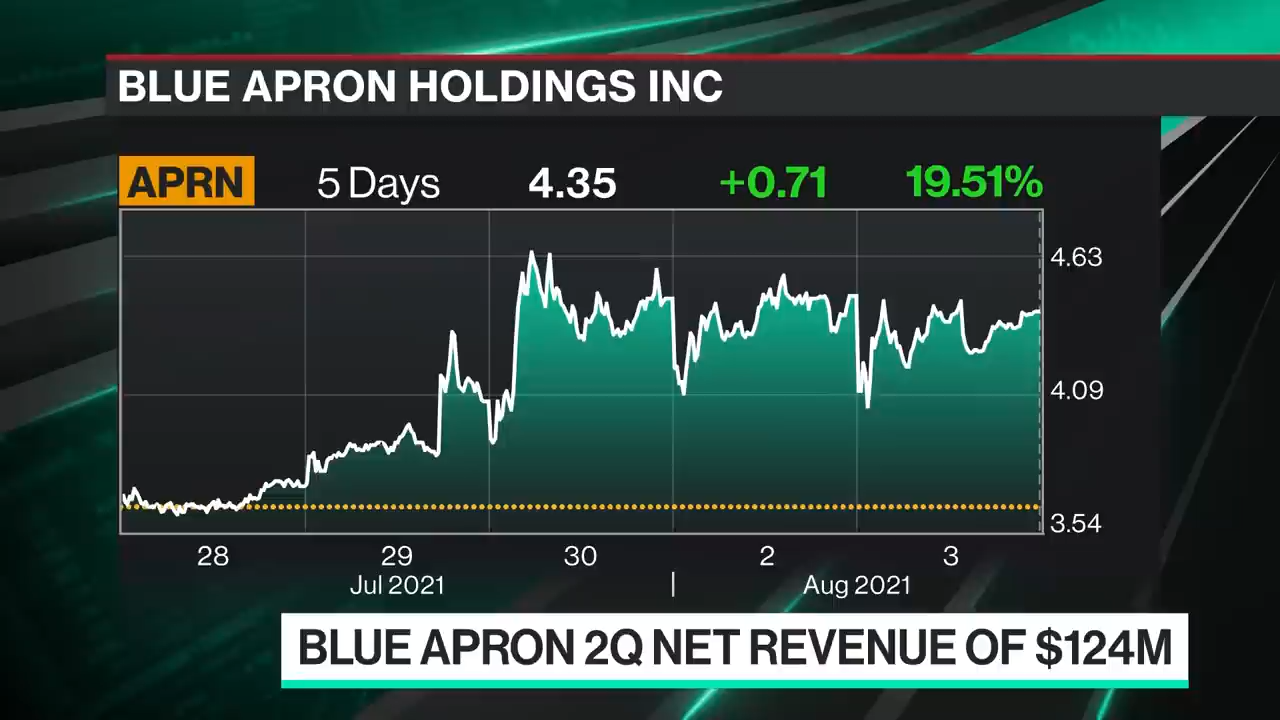 BLUE APRON HOLDINGS INC
APRN 5 Days 4.35 +0.71 19.51%
4.63
4.09
3.54
28 29 30 2 3
Jul 2021 | Aug 2021
BLUE APRON 2Q NET REVENUE OF $124M